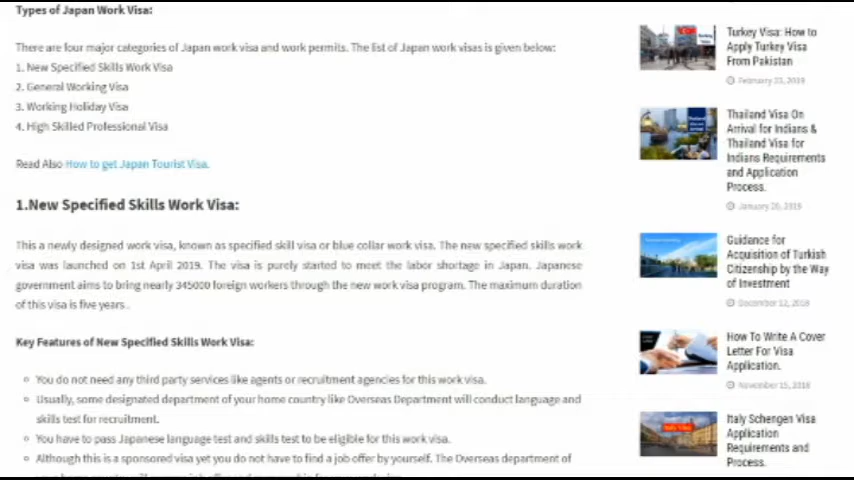 Types of Japan Work Visa:
There are four major categories of Japan work visa and work permits. The list of Japan work visas is given below:
1. New Specified Skills Work Visa
2. General Working Visa
3. Working Holiday Visa
4. High Skilled Professional Visa
Read Also How to get Japan Tourist Visa.
1.New Specified Skills Work Visa:
This a newly designed work visa, known as specified skill visa or blue collar work visa. The new specified skills work
visa was launched on 1st April 2019. The visa is purely started to meet the labor shortage in Japan. Japanese
government aims to bring nearly 345000 foreign workers through the new work visa program. The maximum duration
of this visa is five years .
Key Features of New Specified Skills Work Visa:
You do not need any third party services like agents or recruitment agencies for this work visa.
Usually, some designated department of your home country like Overseas Department will conduct language and
skills test for recruitment.
You have to pass Japanese language test and skills test to be eligible for this work visa.
Although this is a sponsored visa yet you do not have to find a job offer by yourself. The Overseas department of
Turkey Visa: How to
Apply Turkey Visa
From Pakistan
Thailand Visa On
Arrival for Indians &
Thailand Visa for
Indians Requirements
and Application
Process.
Guidance for
Acquisition of Turkish
Citizenship by the Way
of Investment
December 12, 2018
How To Write A Cover
Letter For Visa
Application.
November 15, 2018
Italy Schengen Visa
Application
Requirements and
Process.